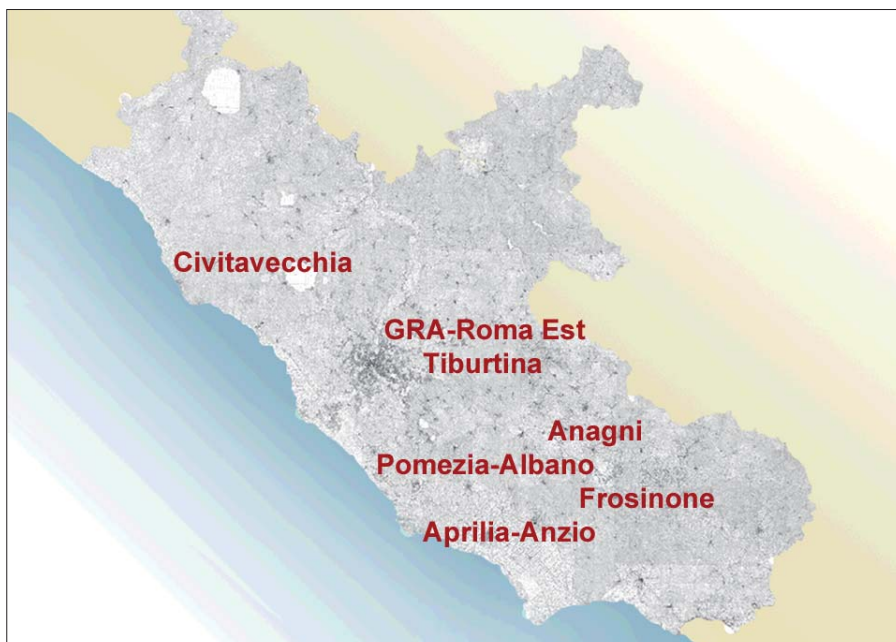 Civitavecchia
GRA-Roma Est
Tiburtina
Anagni
Pomezia-Albano
Frosinone
Aprilia-Anzio